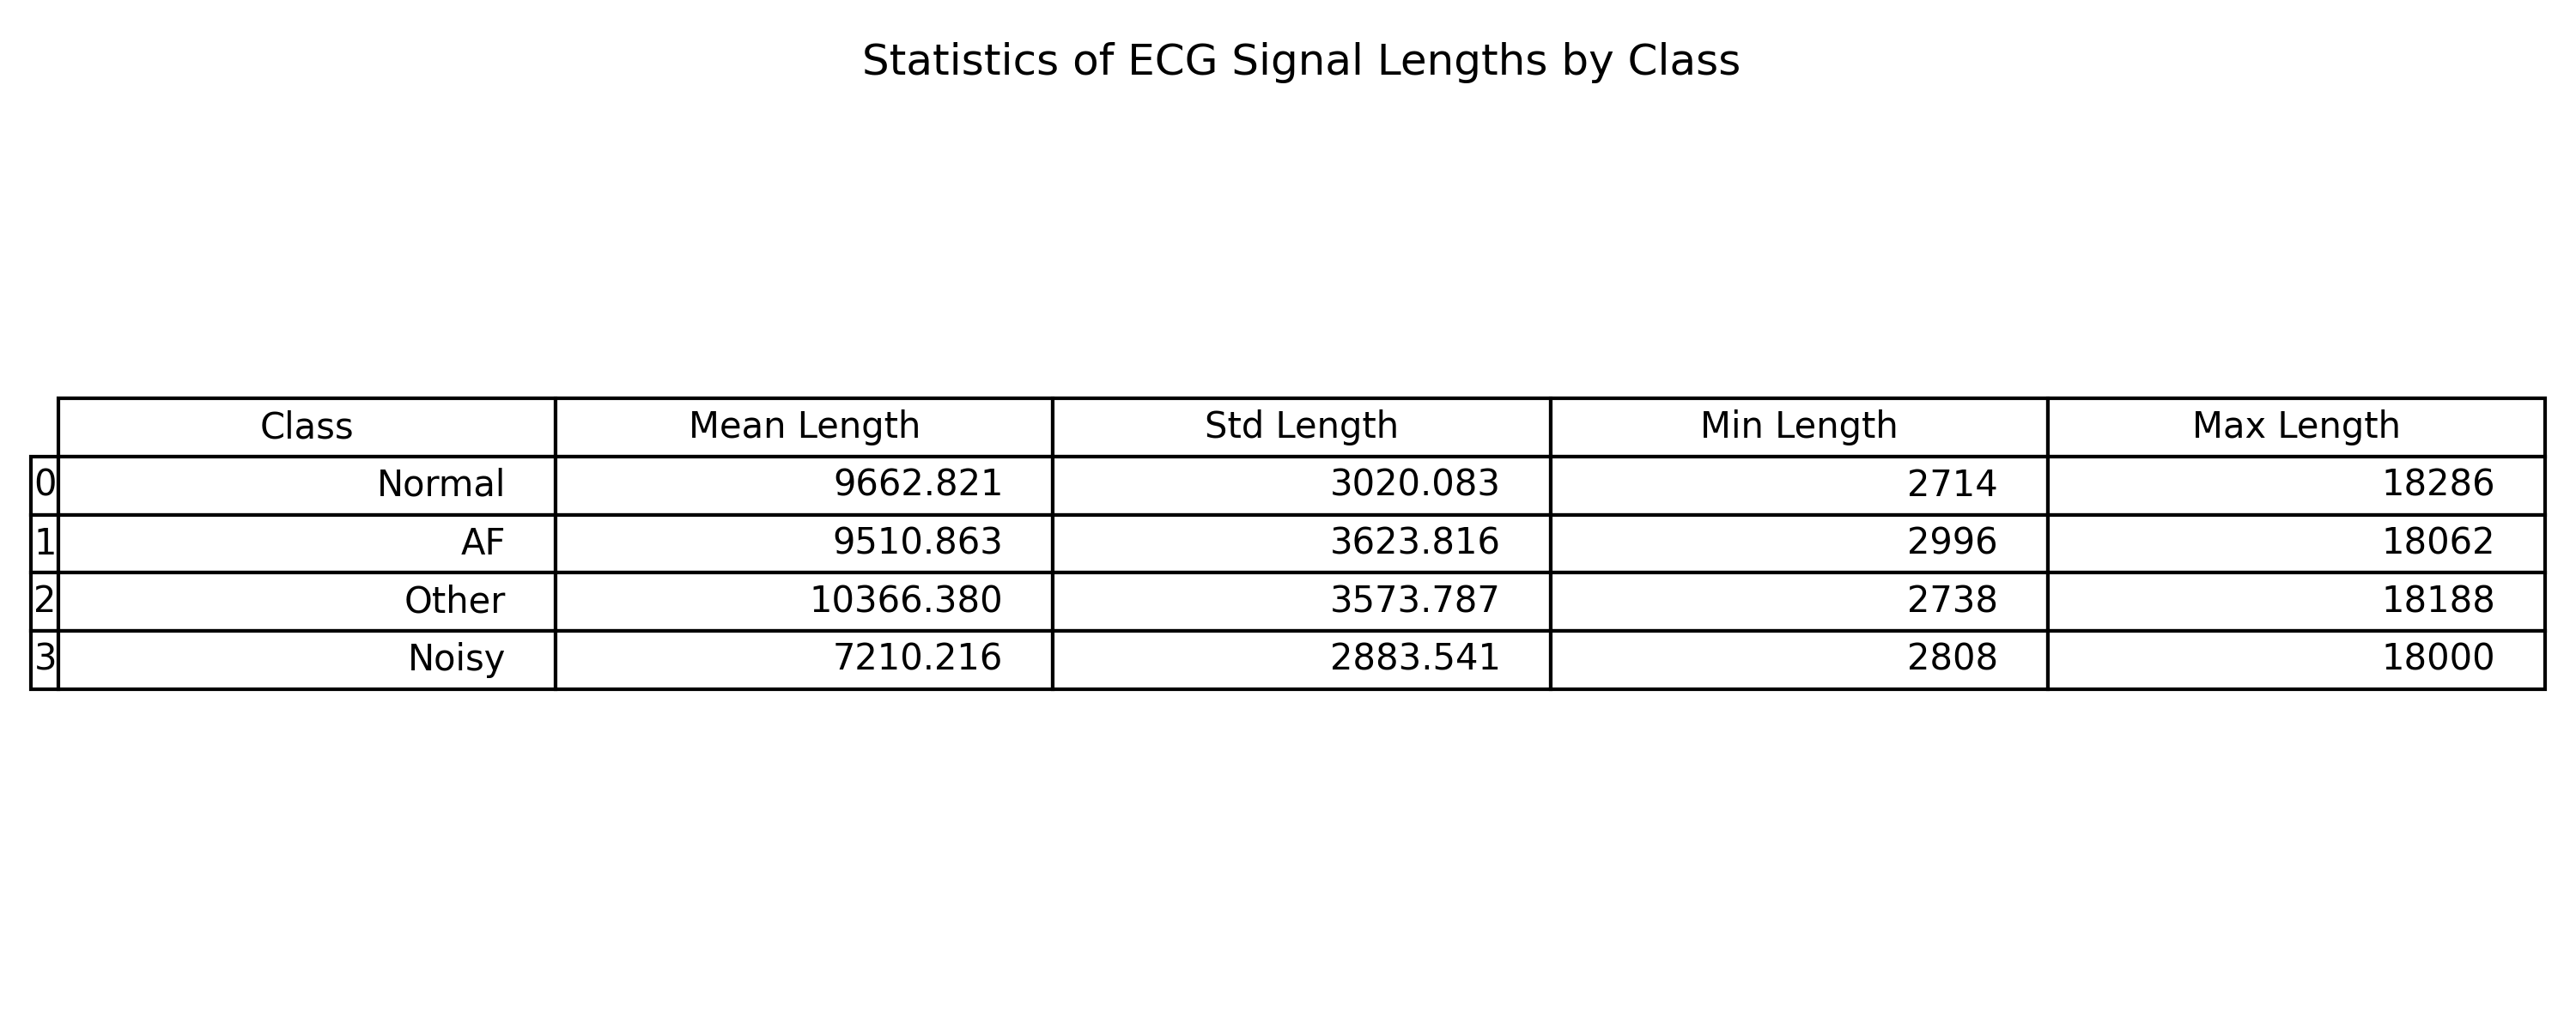 Statistics of ECG Signal Lengths by Class
Class Mean Length Std Length Min Length Max Length
0 Normal 9662.821 3020.083 2714 18286
1 AF 9510.863 3623.816 2996 18062
2 Other 10366.380 3573.787 2738 18188
3 Noisy 7210.216 2883.541 2808 18000